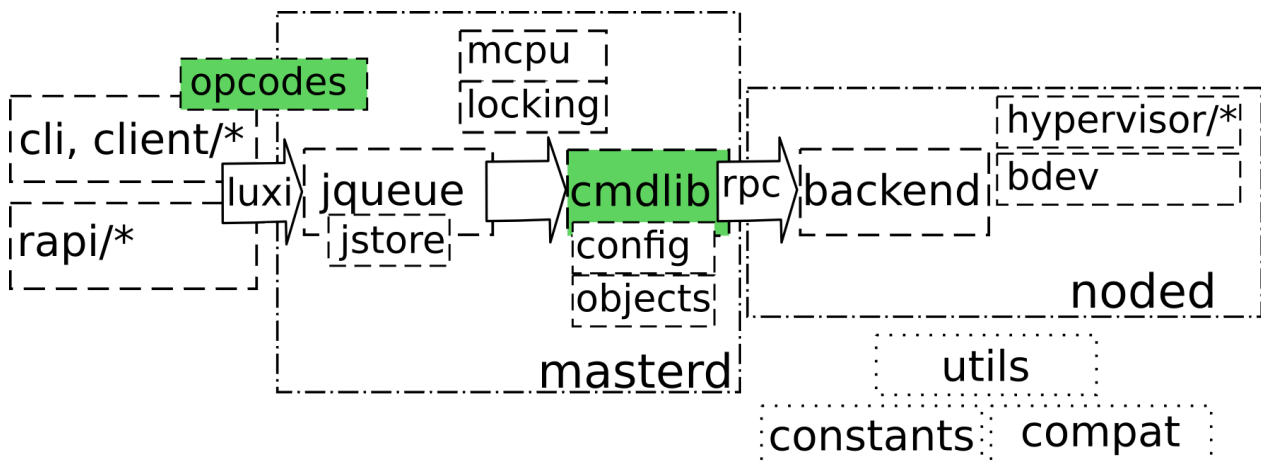 opcodes
cli, client/*
rapi/*
luxi
mcpu
locking
jqueue
jstore
cmdlib
config
objects
masterd
rpc
backend
hypervisor/*
bdev
noded
utils
constants
compat